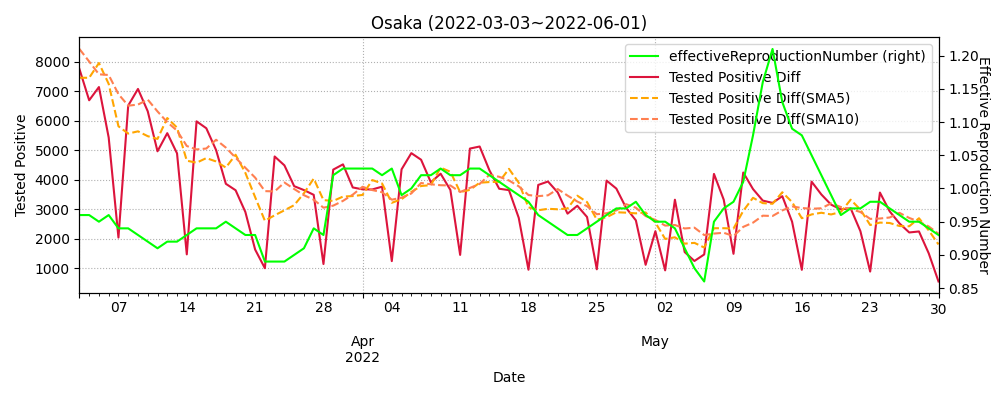 Osaka (2022-03-03~2022-06-01)
effectiveReproductionNumber (right)
Tested Positive Diff
Tested Positive Diff(SMA5)
Tested Positive Diff(SMA10)
Tested Positive
8000
7000
6000
5000
4000
3000
2000
1000
1.20
1.15
1.10
1.05
1.00
0.95
0.90
0.85
Effective Reproduction Number
07 14 21 28 04 11 18 25 02 09 16 23 30
Apr May
2022
Date